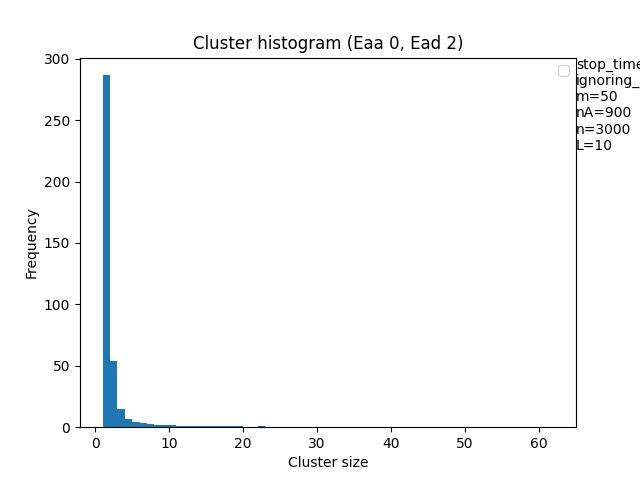 Cluster histogram (Eaa 0, Ead 2)
300
250
200
150
100
50
0
Frequency
0 10 20 30 40 50 60
Cluster size
stop_time
ignoring_
m=50
nA=900
n=3000
L=10